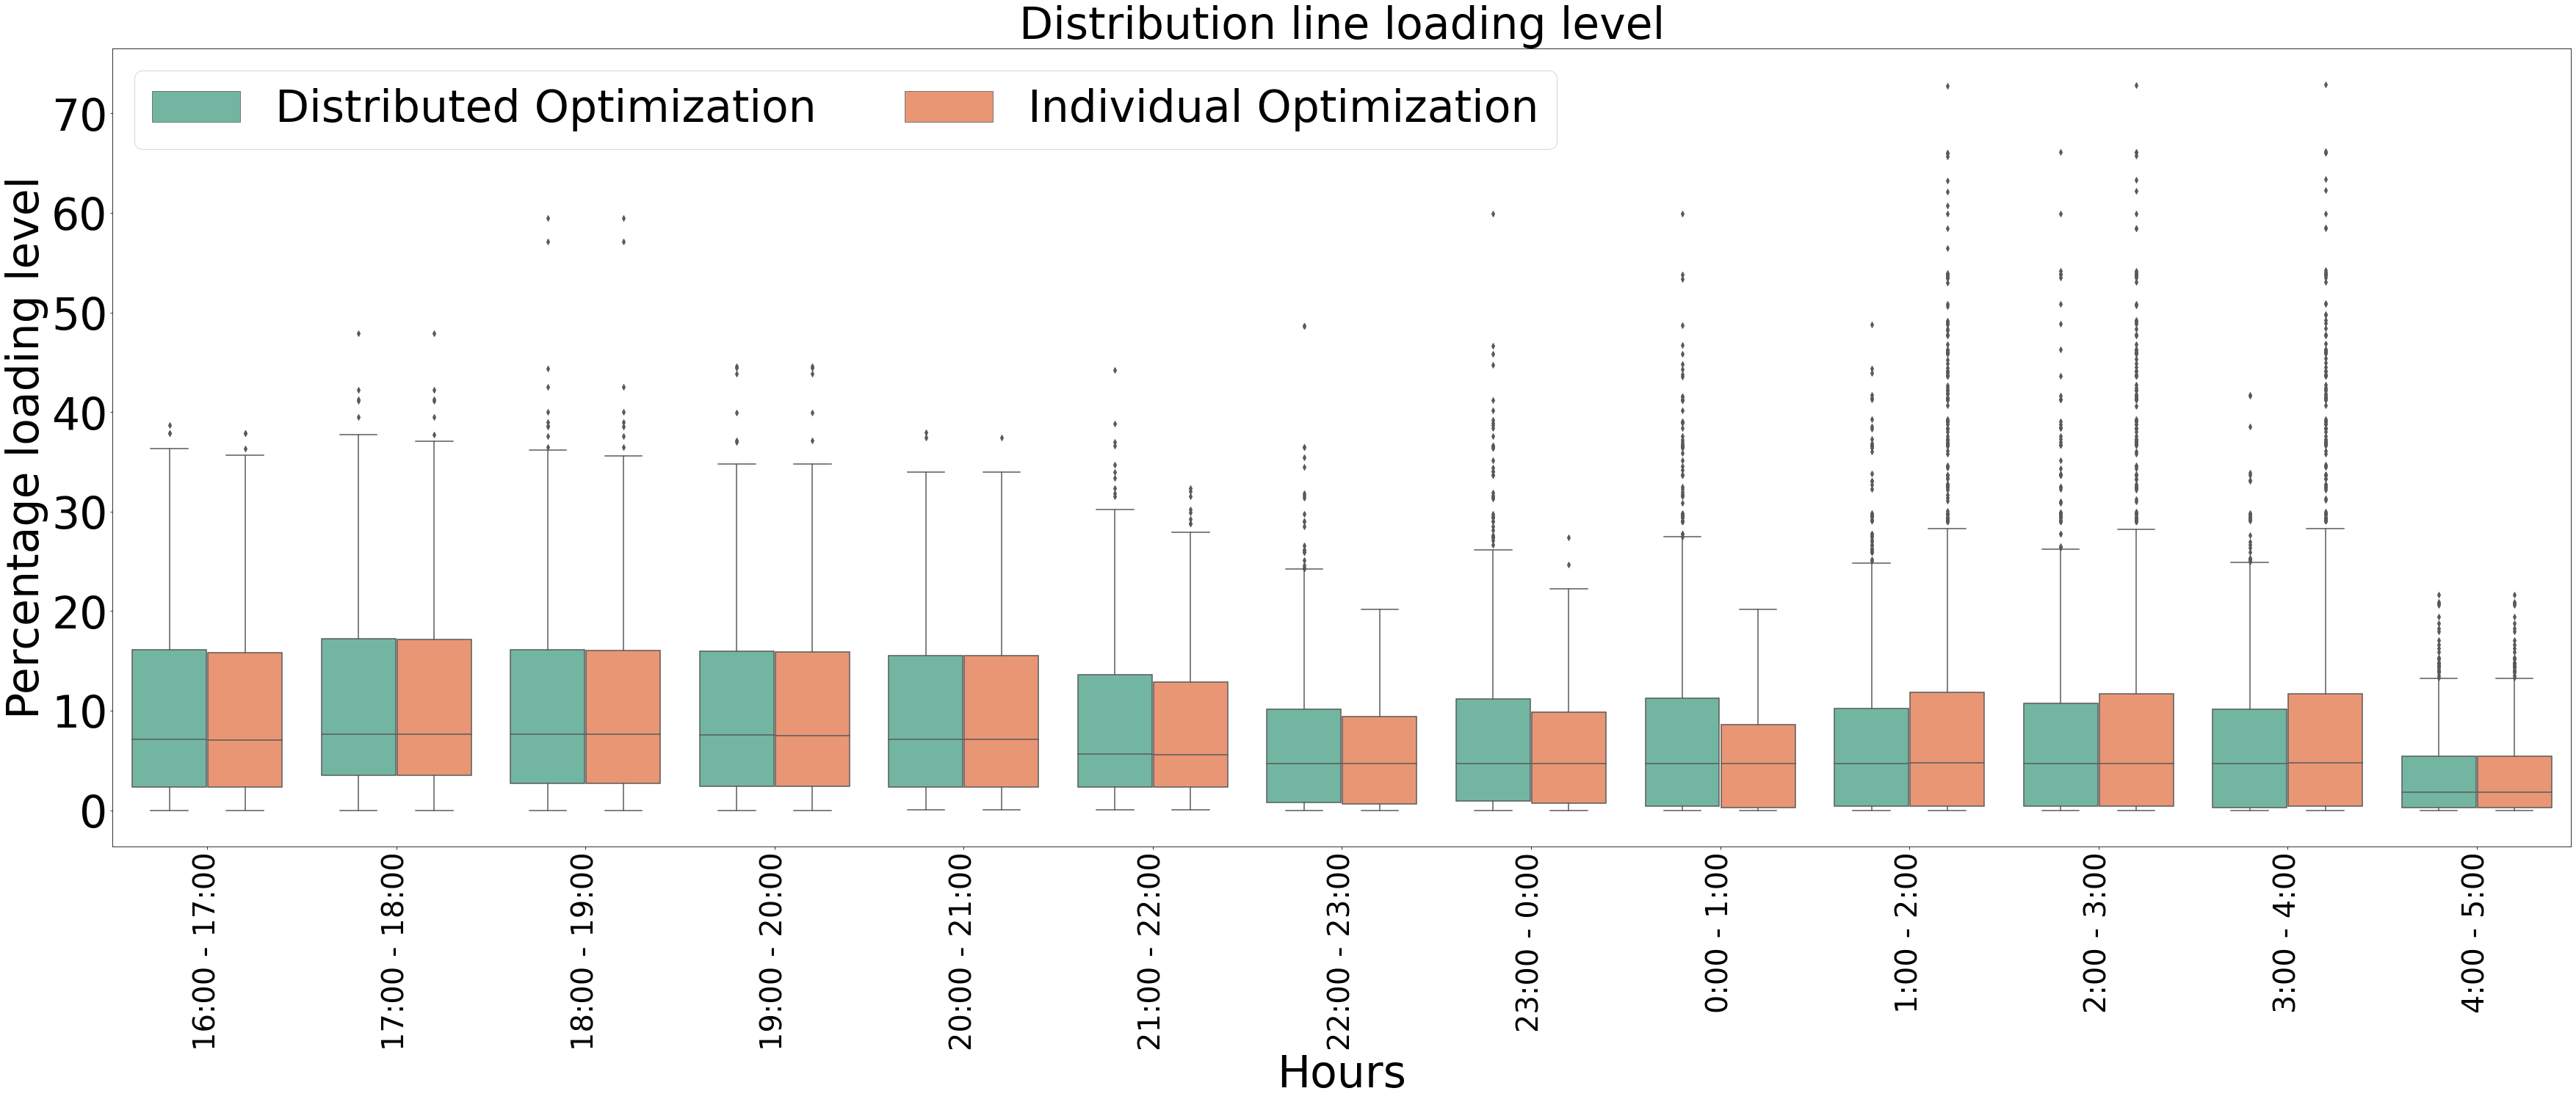 Distribution line loading level
Distributed Optimization
Individual Optimization
Percentage loading level
70
60
50
40
30
20
10
0
16:00 - 17:00
17:00 - 18:00
18:00 - 19:00
19:00 - 20:00
20:00 - 21:00
21:00 - 22:00
22:00 - 23:00
23:00 - 0:00
0:00 - 1:00
1:00 - 2:00
2:00 - 3:00
3:00 - 4:00
4:00 - 5:00
Hours